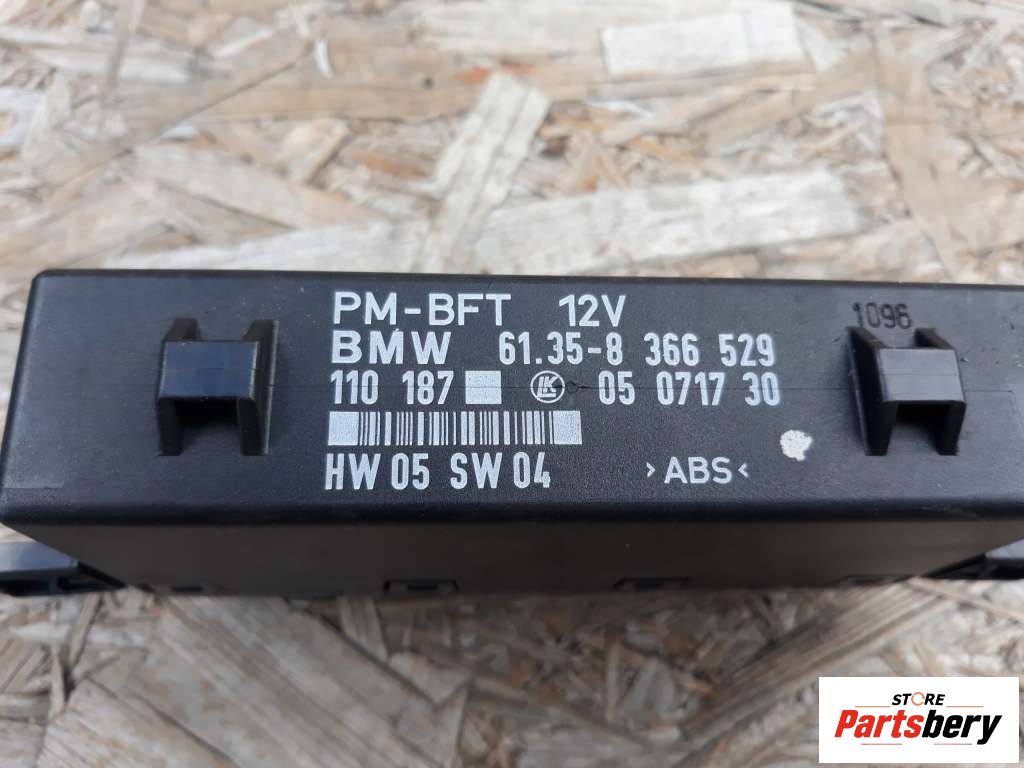 PM-BFT 12V
1096
BMW 61.35-8 366 529
110 187 LK 05 0717 30
HW 05 SW 04 >ABS<
STORE
Partsbery